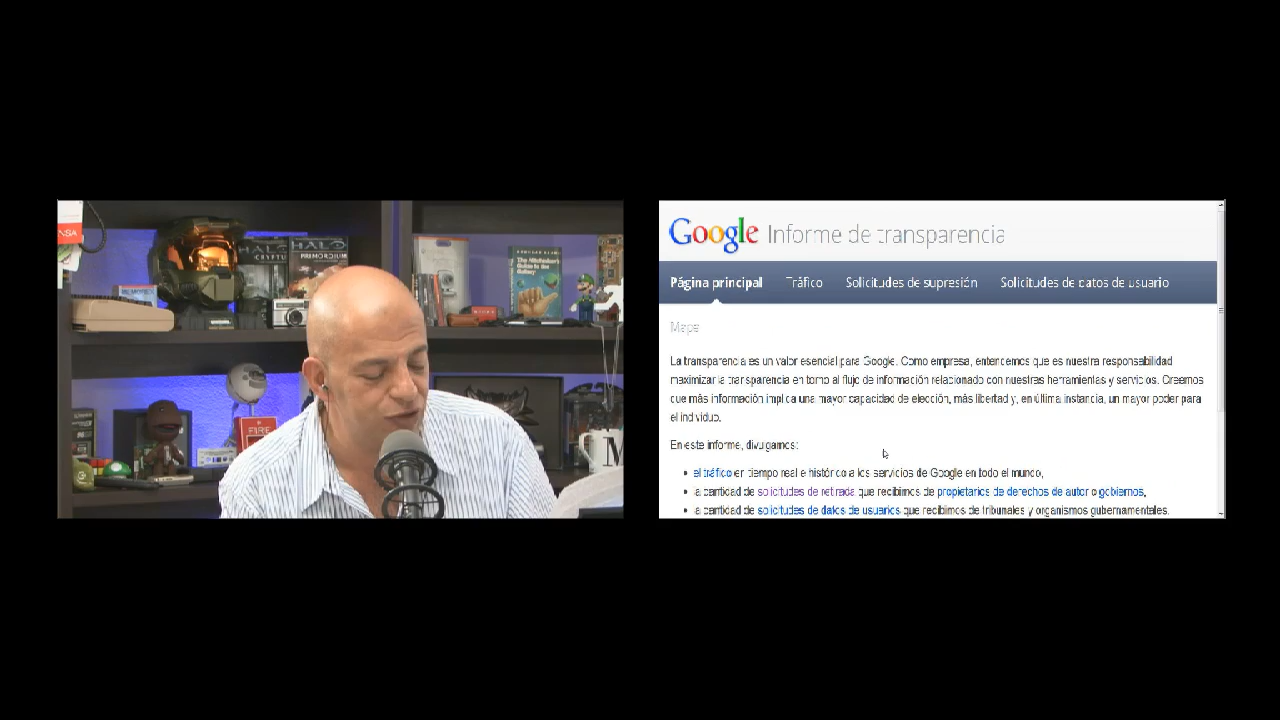 NSA
HALO
CRYPTUM
HALO
PRIMORDIUM
The Hitchhiker's
Guide to the
Galaxy
FIRE
M
Google Informe de transparencia
Página principal Tráfico Solicitudes de supresión Solicitudes de datos de usuario
Mapa
La transparencia es un valor esencial para Google. Como empresa, entendemos que es nuestra responsabilidad
maximizar la transparencia en torno al flujo de información relacionado con nuestras herramientas y servicios. Creemos
que más información implica una mayor capacidad de elección, más libertad y, en última instancia, un mayor poder para
el individuo.
En este informe, divulgamos:
• el tráfico en tiempo real e histórico a los servicios de Google en todo el mundo,
• la cantidad de solicitudes de retirada que recibimos de propietarios de derechos de autor o gobiernos,
• la cantidad de solicitudes de datos de usuarios que recibimos de tribunales y organismos gubernamentales.